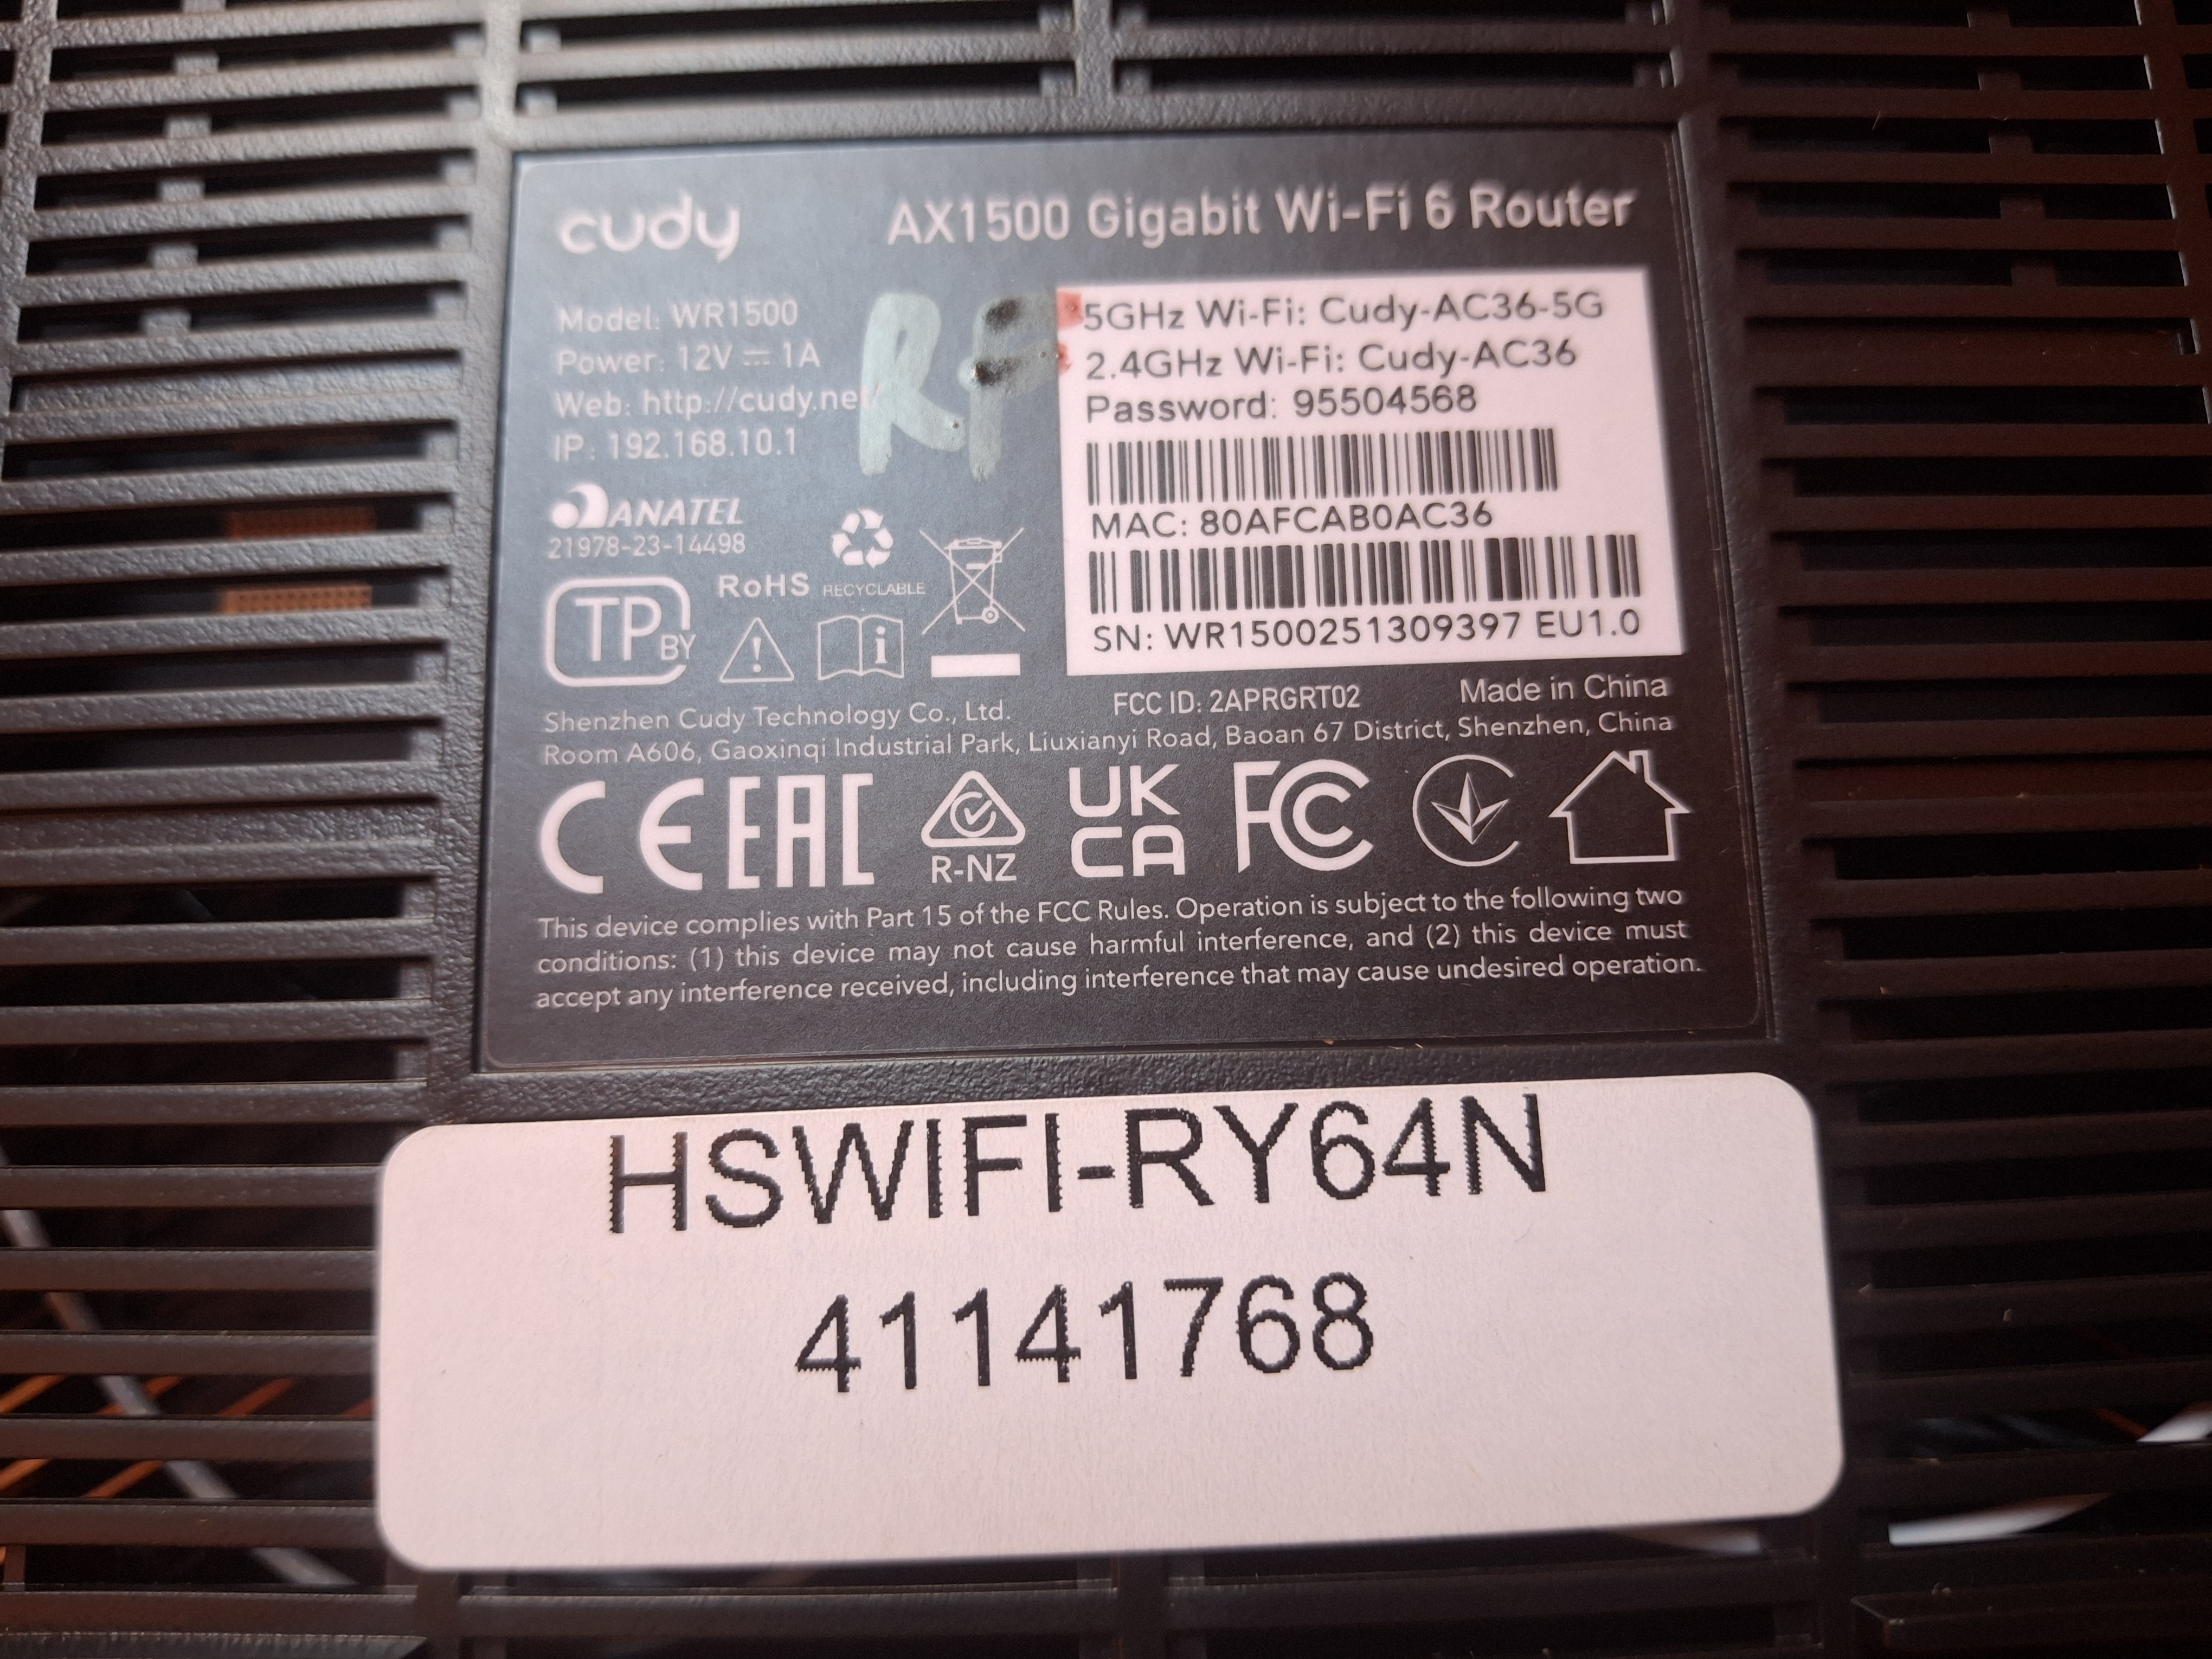 cudy
AX1500 Gigabit Wi-Fi 6 Router
Model: WR1500
Power: 12V ⎓ 1A
Web: http://cudy.net/
IP: 192.168.10.1
RF
5GHz Wi-Fi: Cudy-AC36-5G
2.4GHz Wi-Fi: Cudy-AC36
Password: 95504568
MAC: 80AFCAB0AC36
SN: WR1500251309397 EU1.0
ANATEL
21978-23-14498
RoHS
RECYCLABLE
TP BY
FCC ID: 2APRGRT02
Made in China
Shenzhen Cudy Technology Co., Ltd.
Room A606, Gaoxinqi Industrial Park, Liuxianyi Road, Baoan 67 District, Shenzhen, China
CE EAC
R-NZ
UK
CA
FC
This device complies with Part 15 of the FCC Rules. Operation is subject to the following two
conditions: (1) this device may not cause harmful interference, and (2) this device must
accept any interference received, including interference that may cause undesired operation.
HSWIFI-RY64N
41141768